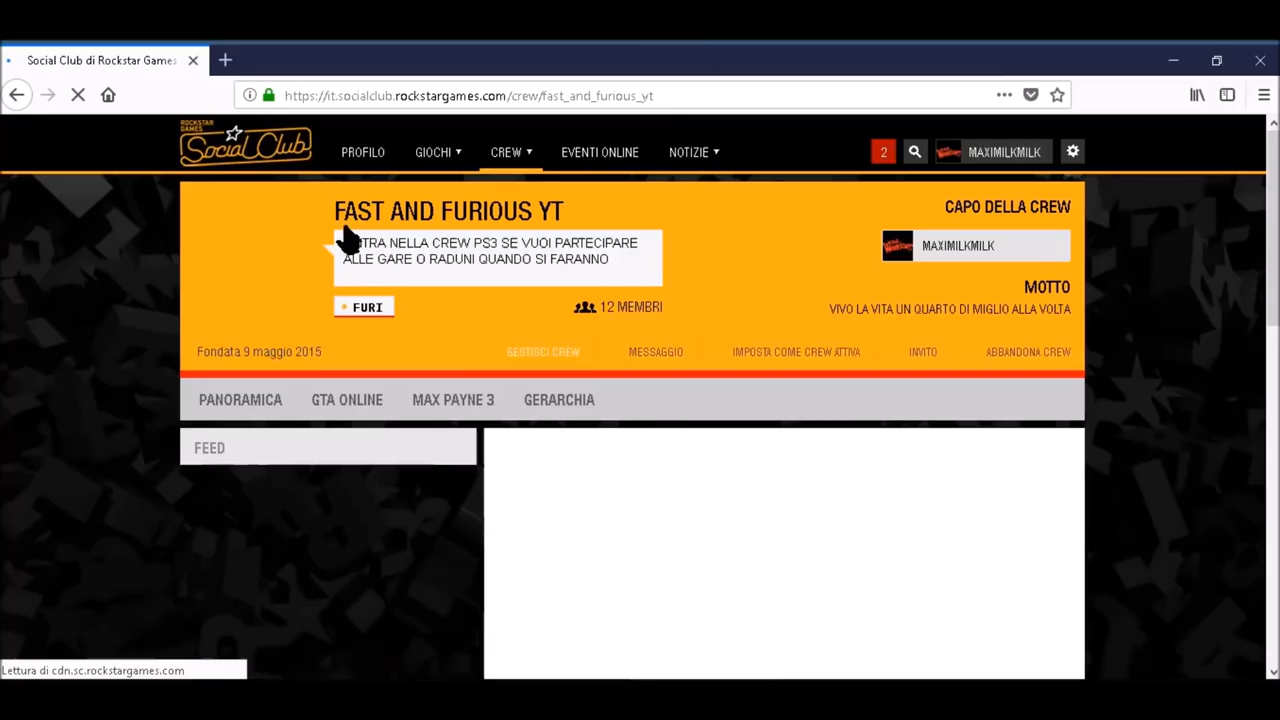 Social Club di Rockstar Games
https://it.socialclub.rockstargames.com/crew/fast_and_furious_yt
ROCKSTAR
GAMES
Social Club
PROFILO
GIOCHI
CREW
EVENTI ONLINE
NOTIZIE
2
MAXIMILKMILK
FAST AND FURIOUS YT
CAPO DELLA CREW
NELLA CREW PS3 SE VUOI PARTECIPARE
ALLE GARE O RADUNI QUANDO SI FARANNO
MAXIMILKMILK
MOTTO
FURI
12 MEMBRI
VIVO LA VITA UN QUARTO DI MIGLIO ALLA VOLTA
Fondata 9 maggio 2015
GESTISCI CREW
MESSAGGIO
IMPOSTA COME CREW ATTIVA
INVITO
ABBANDONA CREW
PANORAMICA
GTA ONLINE
MAX PAYNE 3
GERARCHIA
FEED
Lettura di cdn.sc.rockstargames.com